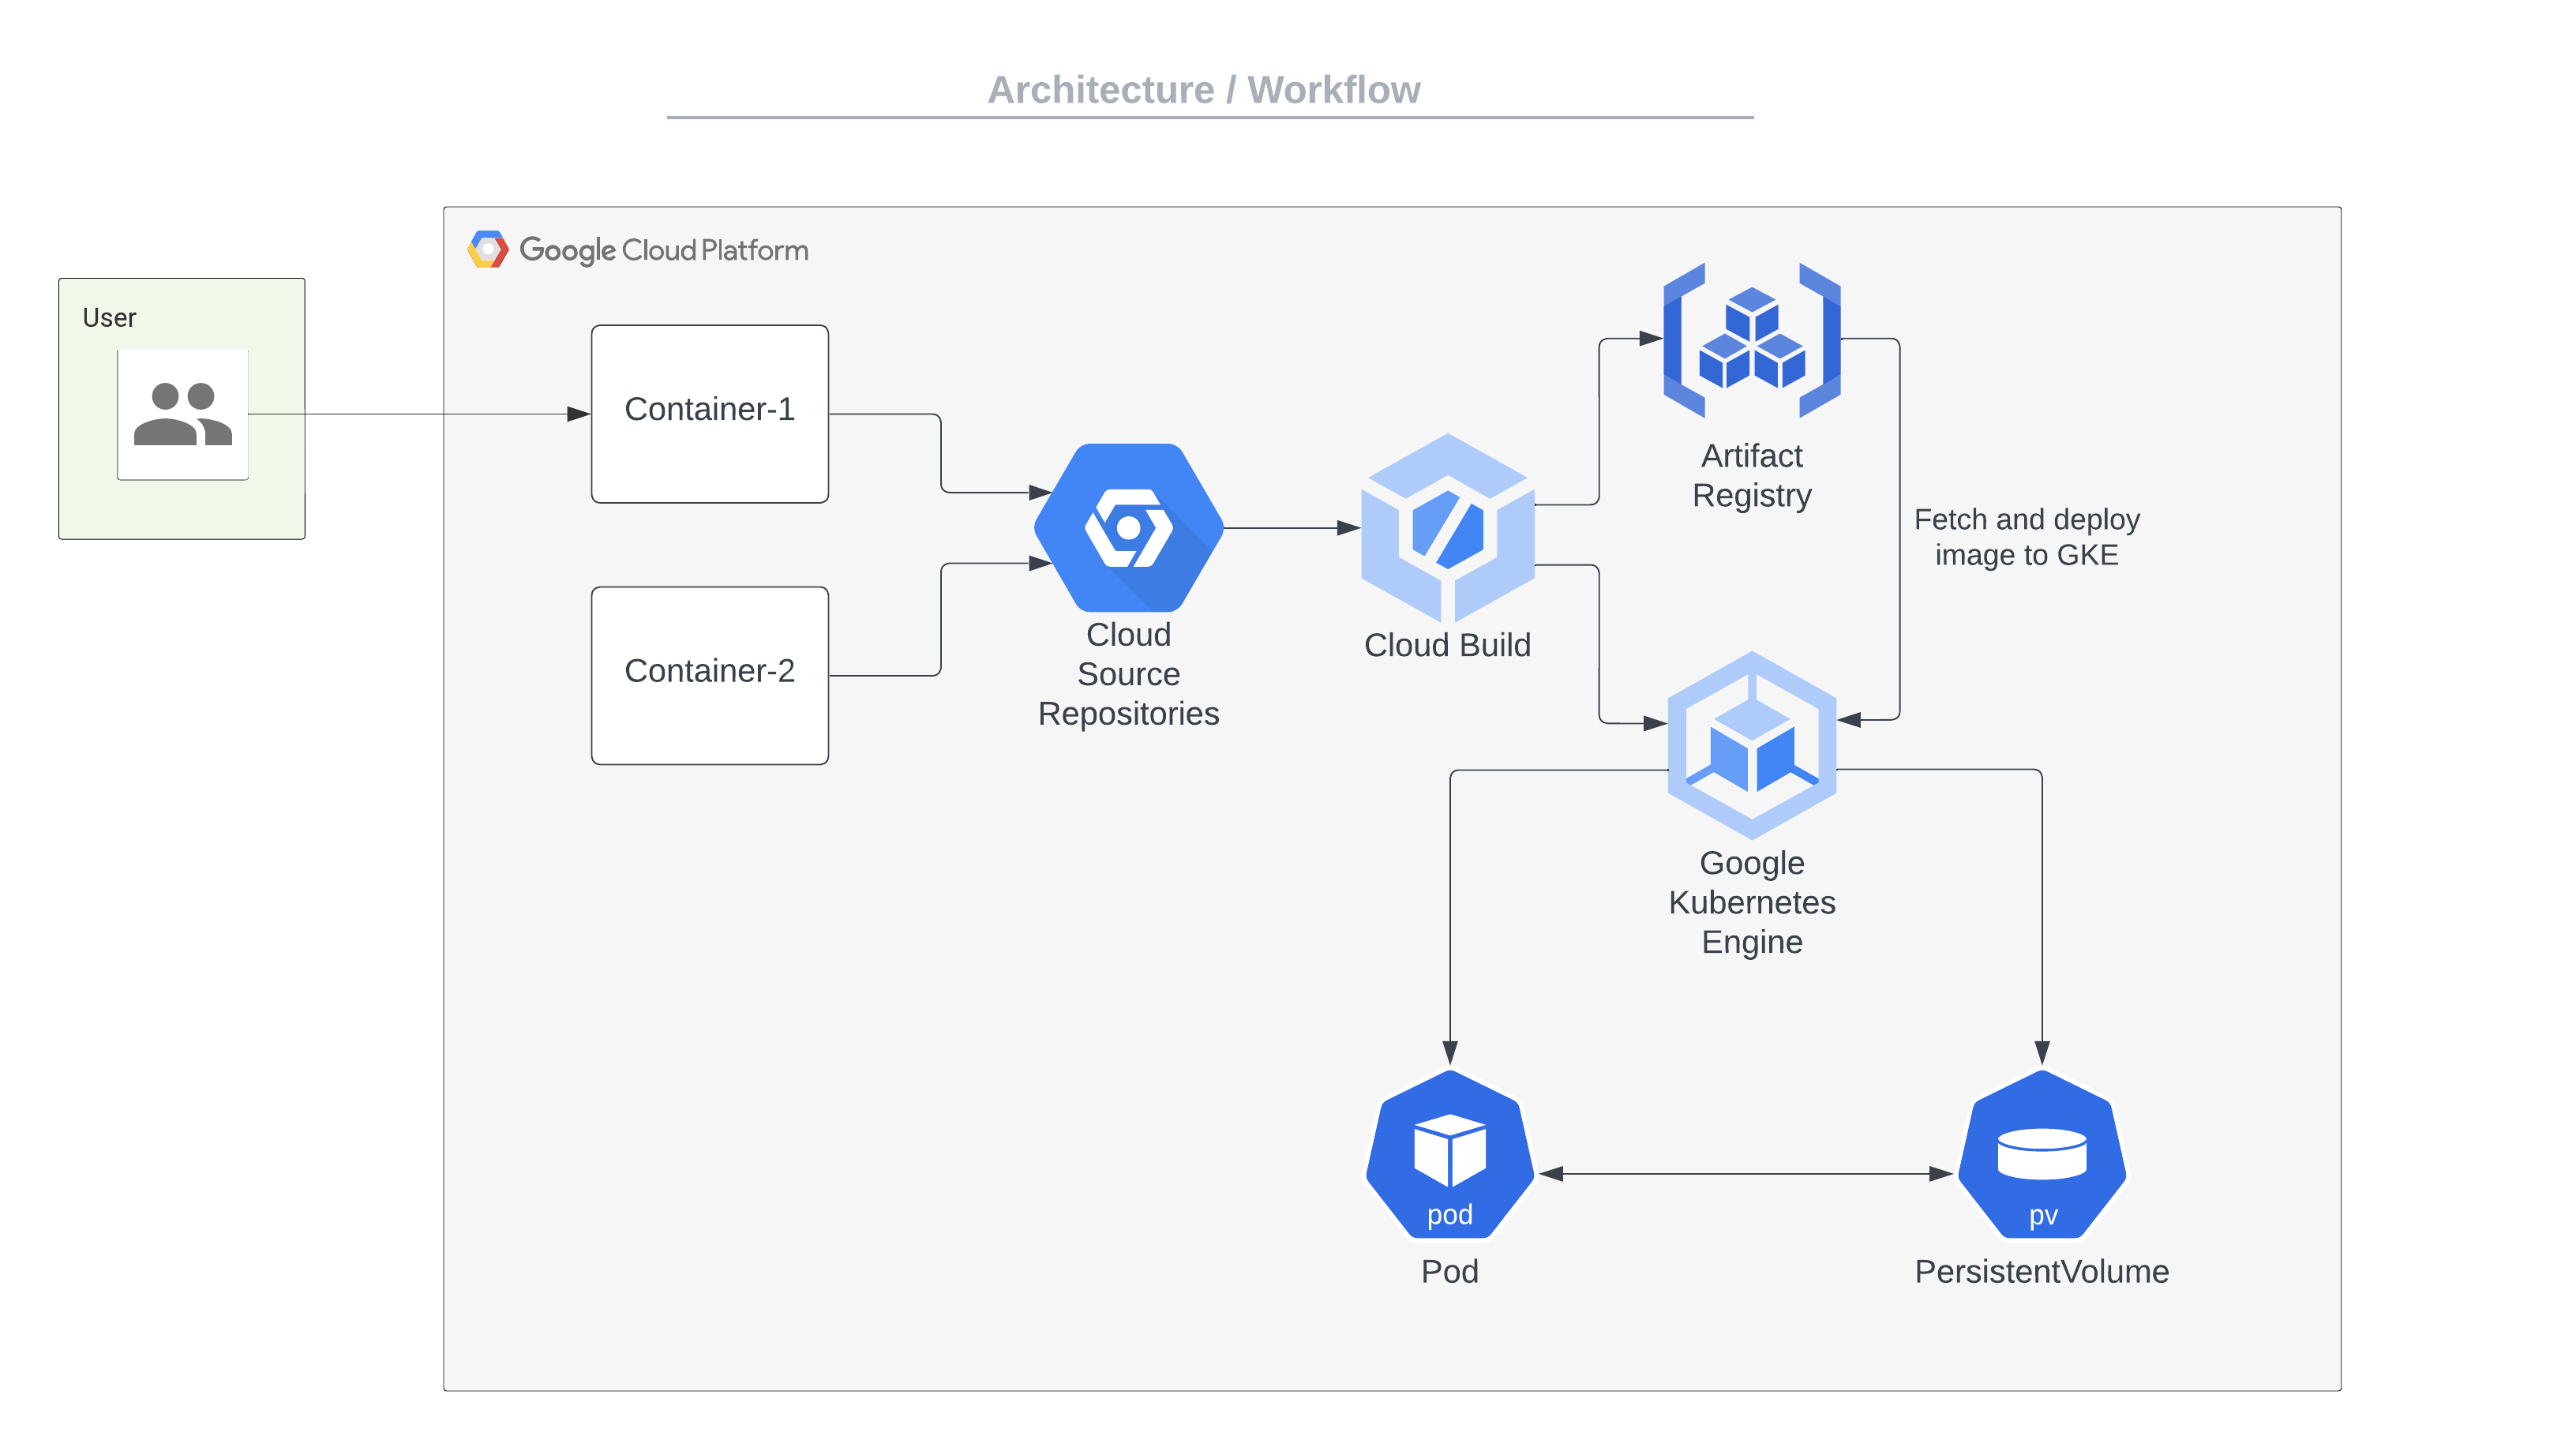 Architecture / Workflow
Google Cloud Platform
User
Container-1
Container-2
Cloud
Source
Repositories
Cloud Build
Artifact
Registry
Fetch and deploy
image to GKE
Google
Kubernetes
Engine
pod
Pod
pv
PersistentVolume